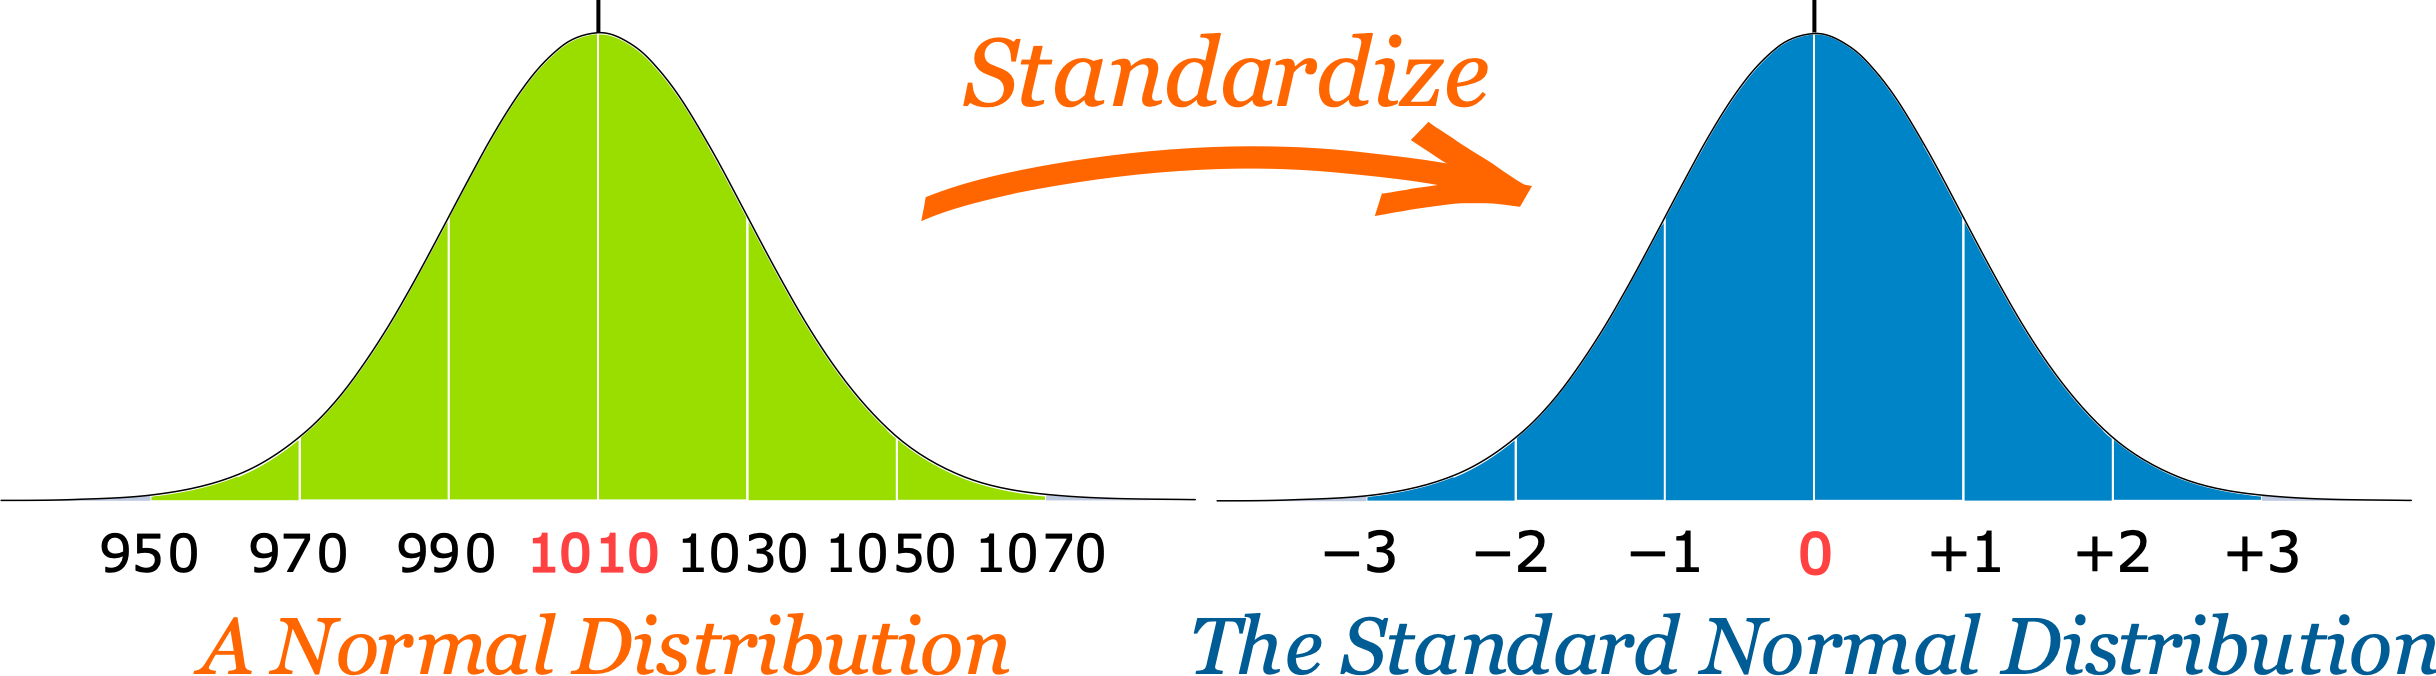 Standardize
950 970 990 1010 1030 1050 1070
−3 −2 −1 0 +1 +2 +3
A Normal Distribution
The Standard Normal Distribution